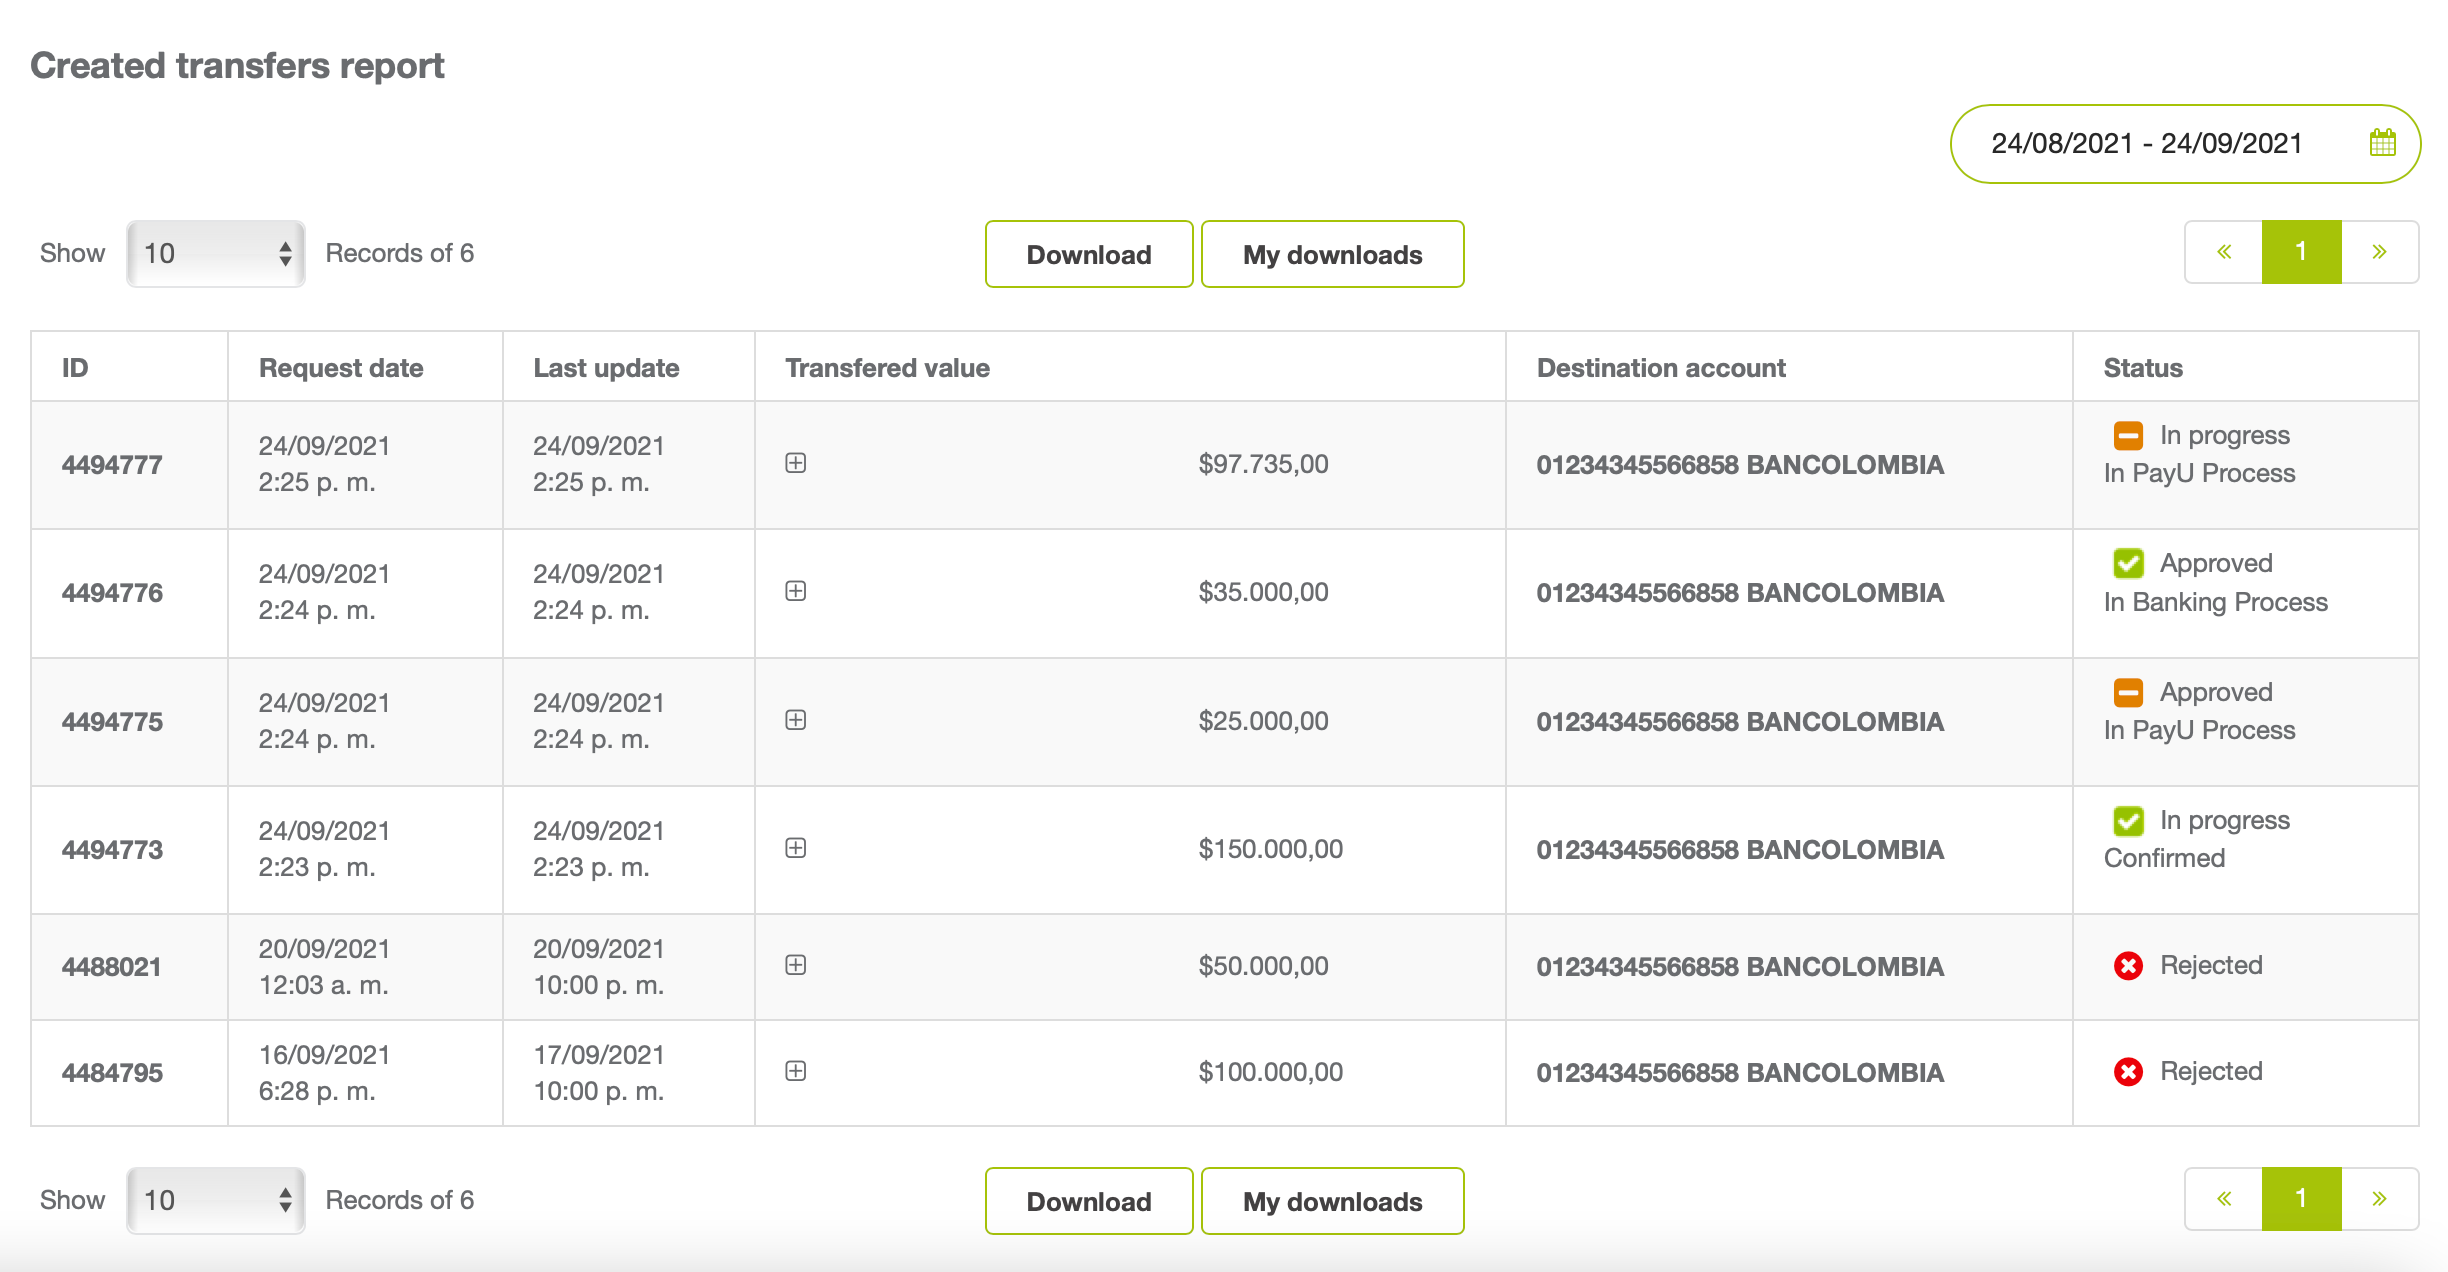 Created transfers report
24/08/2021 - 24/09/2021
Show 10 Records of 6 Download My downloads « 1 »
ID Request date Last update Transfered value Destination account Status
4494777 24/09/2021 2:25 p. m. 24/09/2021 2:25 p. m. $97.735,00 01234345566858 BANCOLOMBIA In progress In PayU Process
4494776 24/09/2021 2:24 p. m. 24/09/2021 2:24 p. m. $35.000,00 01234345566858 BANCOLOMBIA Approved In Banking Process
4494775 24/09/2021 2:24 p. m. 24/09/2021 2:24 p. m. $25.000,00 01234345566858 BANCOLOMBIA Approved In PayU Process
4494773 24/09/2021 2:23 p. m. 24/09/2021 2:23 p. m. $150.000,00 01234345566858 BANCOLOMBIA In progress Confirmed
4488021 20/09/2021 12:03 a. m. 20/09/2021 10:00 p. m. $50.000,00 01234345566858 BANCOLOMBIA Rejected
4484795 16/09/2021 6:28 p. m. 17/09/2021 10:00 p. m. $100.000,00 01234345566858 BANCOLOMBIA Rejected
Show 10 Records of 6 Download My downloads « 1 »